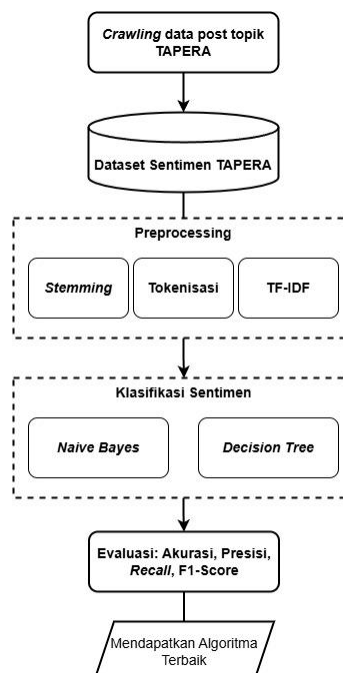 Crawling data post topik
TAPERA
Dataset Sentimen TAPERA
Preprocessing
Stemming
Tokenisasi
TF-IDF
Klasifikasi Sentimen
Naive Bayes
Decision Tree
Evaluasi: Akurasi, Presisi,
Recall, F1-Score
Mendapatkan Algoritma
Terbaik